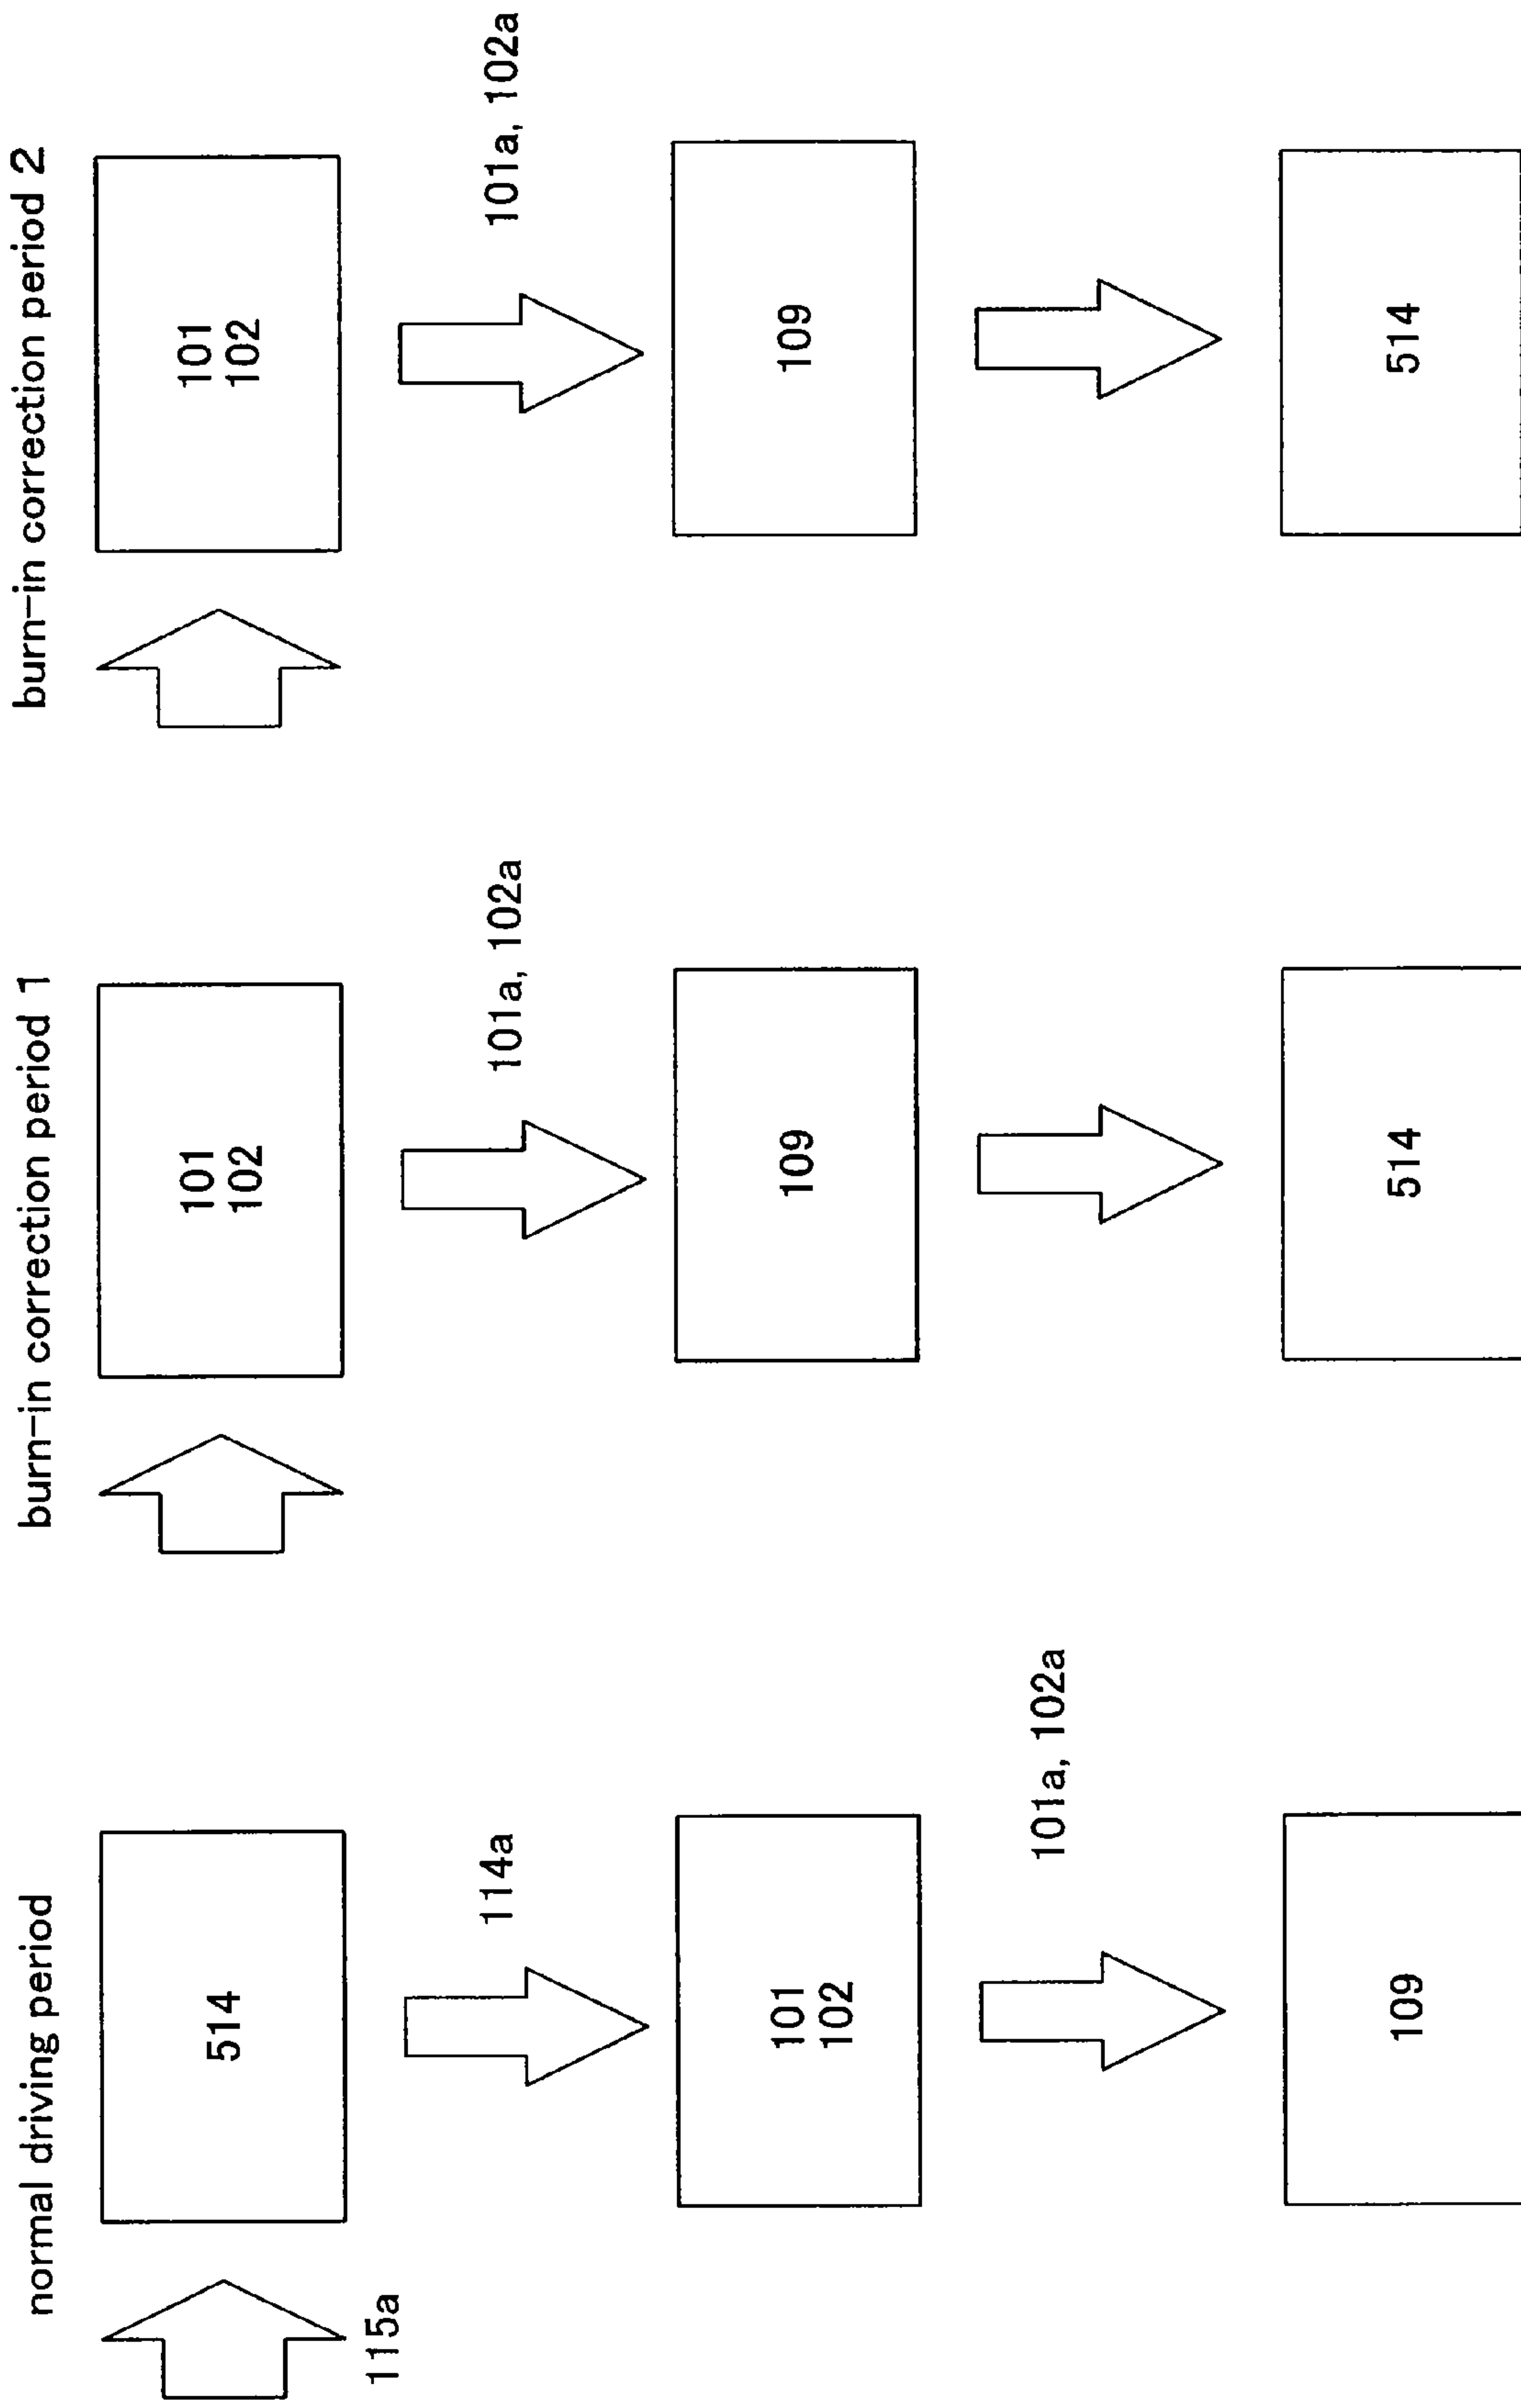 normal driving period
115a
514
114a
101
102
101a, 102a
109
burn-in correction period 1
101
102
101a, 102a
109
514
burn-in correction period 2
101
102
101a, 102a
109
514